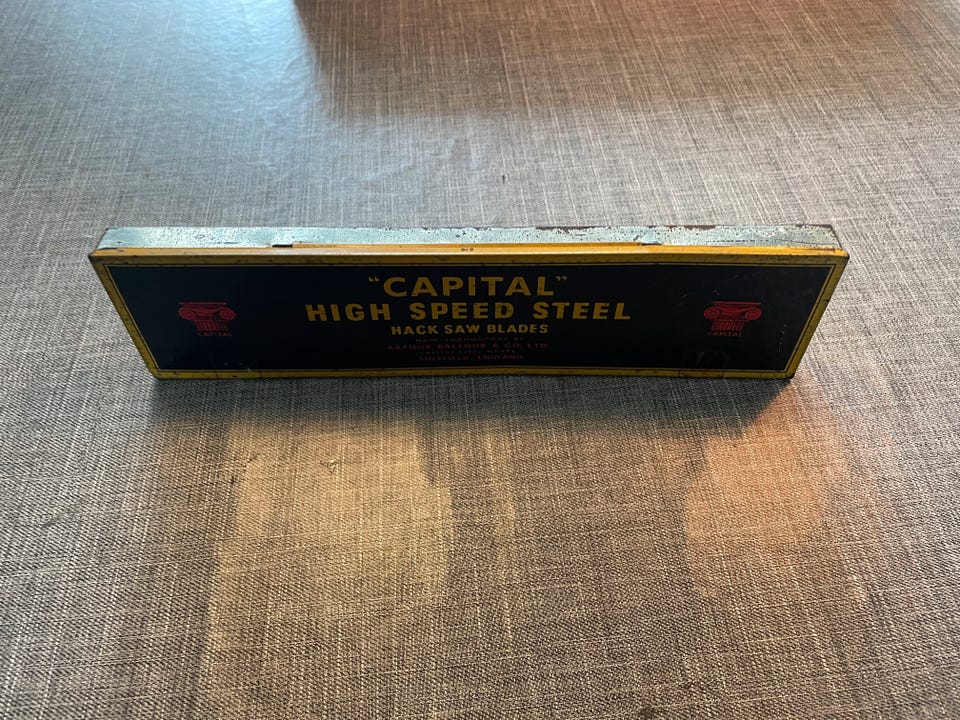 "CAPITAL"
HIGH SPEED STEEL
HACK SAW BLADES
MADE THROUGHOUT BY
ARTHUR BALFOUR & CO. LTD.
CAPITAL STEEL WORKS
SHEFFIELD, ENGLAND
CAPITAL
CAPITAL